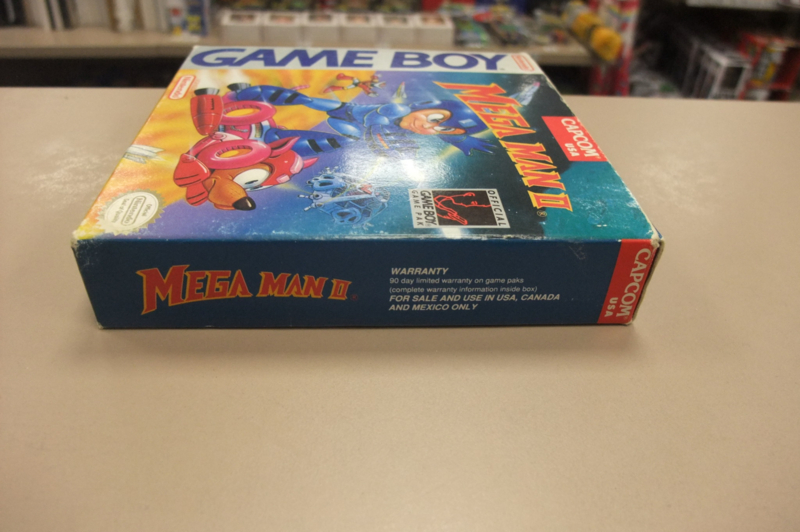 GAME BOY
Nintendo
MEGA MAN II
CAPCOM
USA
OFFICIAL
GAME BOY
GAME PAK
Nintendo
MEGA MAN II
WARRANTY
90 day limited warranty on game paks
(complete warranty information inside box)
FOR SALE AND USE IN USA, CANADA
AND MEXICO ONLY
CAPCOM
USA